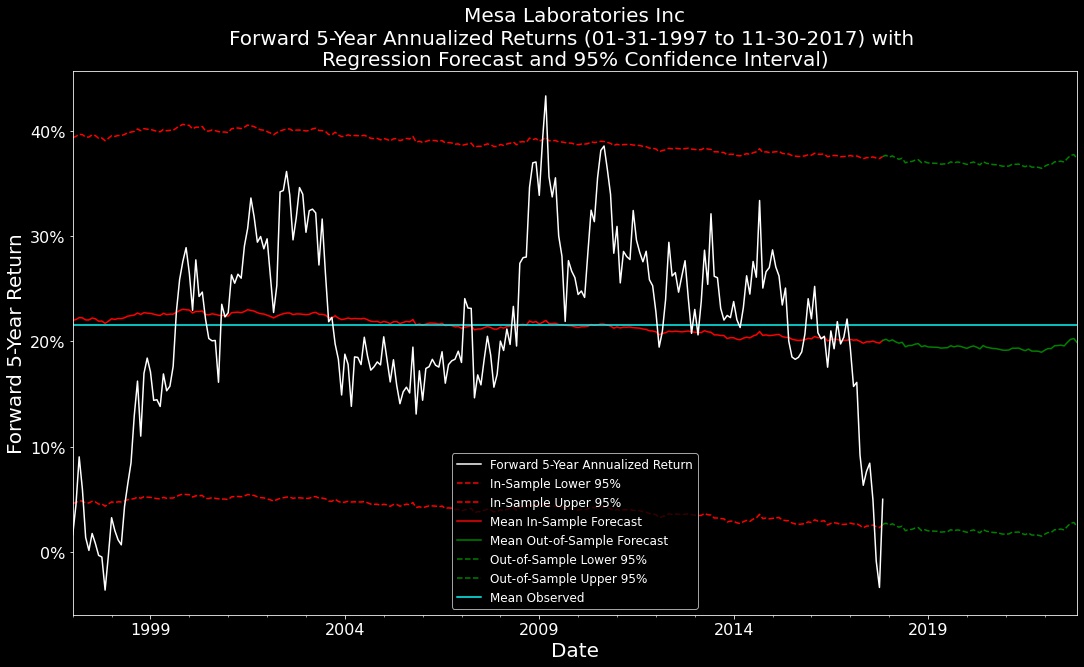 Mesa Laboratories Inc
Forward 5-Year Annualized Returns (01-31-1997 to 11-30-2017) with
Regression Forecast and 95% Confidence Interval)
Forward 5-Year Return
40%
30%
20%
10%
0%
Forward 5-Year Annualized Return
In-Sample Lower 95%
In-Sample Upper 95%
Mean In-Sample Forecast
Mean Out-of-Sample Forecast
Out-of-Sample Lower 95%
Out-of-Sample Upper 95%
Mean Observed
1999 2004 2009 2014 2019
Date